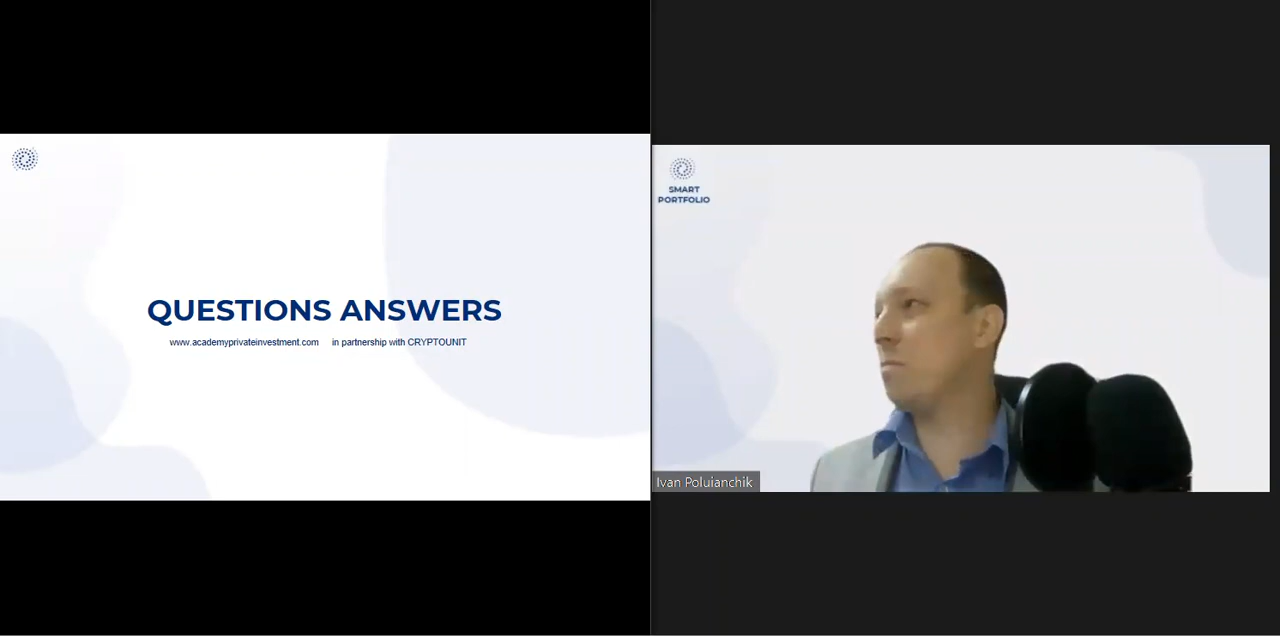 QUESTIONS ANSWERS
www.academyprivateinvestment.com in partnership with CRYPTOUNIT
SMART
PORTFOLIO
Ivan Poluianchik